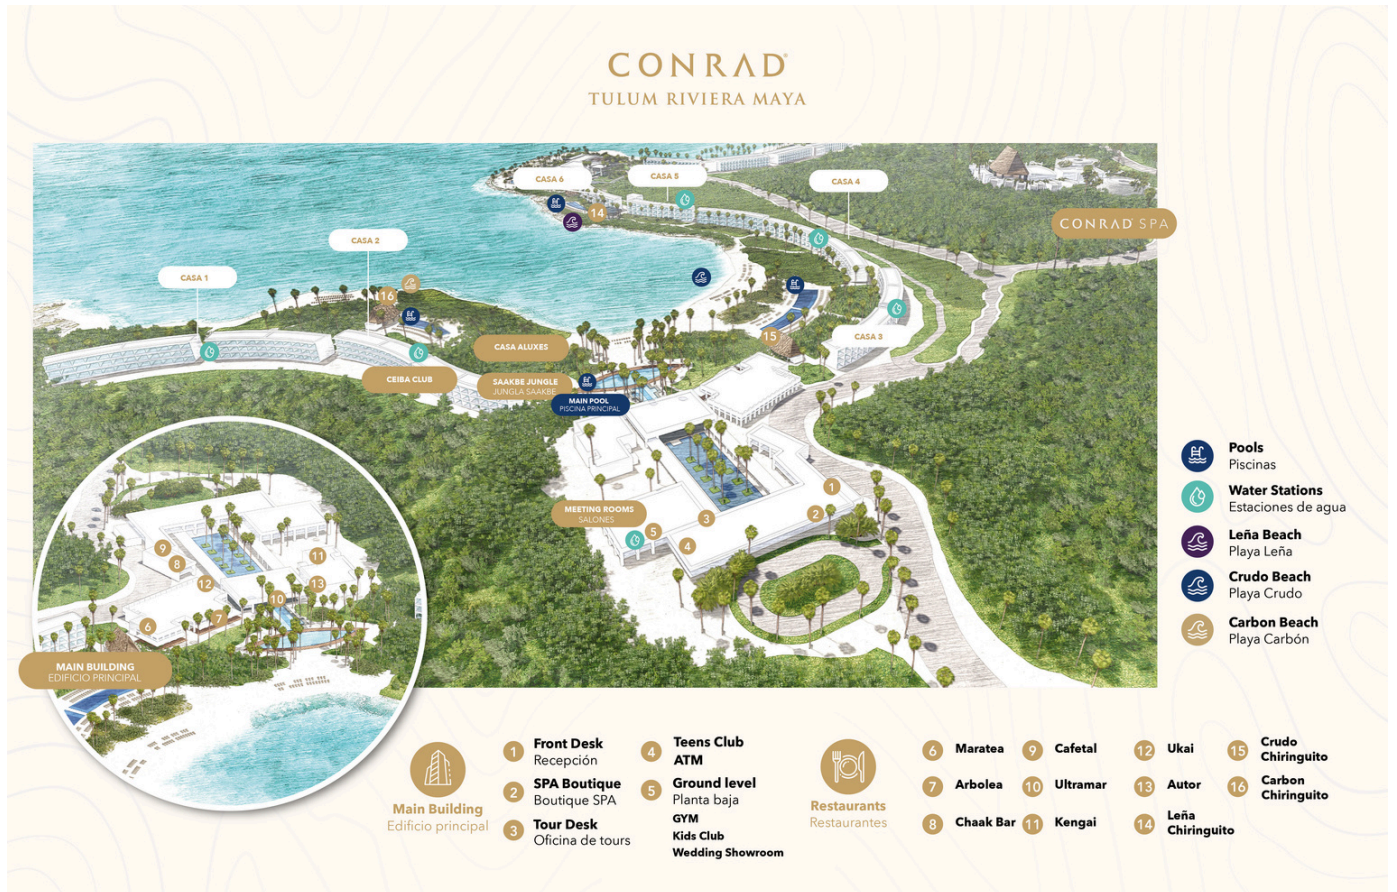 CONRAD®
TULUM RIVIERA MAYA
CASA 6
CASA 5
CASA 4
14
CONRAD SPA
CASA 2
CASA 1
16
15
CASA 3
CASA ALUXES
CEIBA CLUB
SAAKBE JUNGLE
JUNGLA SAAKBE
MAIN POOL
PISCINA PRINCIPAL
1
2
MEETING ROOMS
SALONES
3
5
4
9
8
11
12
13
10
7
6
MAIN BUILDING
EDIFICIO PRINCIPAL
Pools
Piscinas
Water Stations
Estaciones de agua
Leña Beach
Playa Leña
Crudo Beach
Playa Crudo
Carbon Beach
Playa Carbón
Main Building
Edificio principal
1 Front Desk
Recepción
2 SPA Boutique
Boutique SPA
3 Tour Desk
Oficina de tours
4 Teens Club
ATM
5 Ground level
Planta baja
GYM
Kids Club
Wedding Showroom
Restaurants
Restaurantes
6 Maratea
7 Arbolea
8 Chaak Bar
9 Cafetal
10 Ultramar
11 Kengai
12 Ukai
13 Autor
14 Leña
Chiringuito
15 Crudo
Chiringuito
16 Carbon
Chiringuito